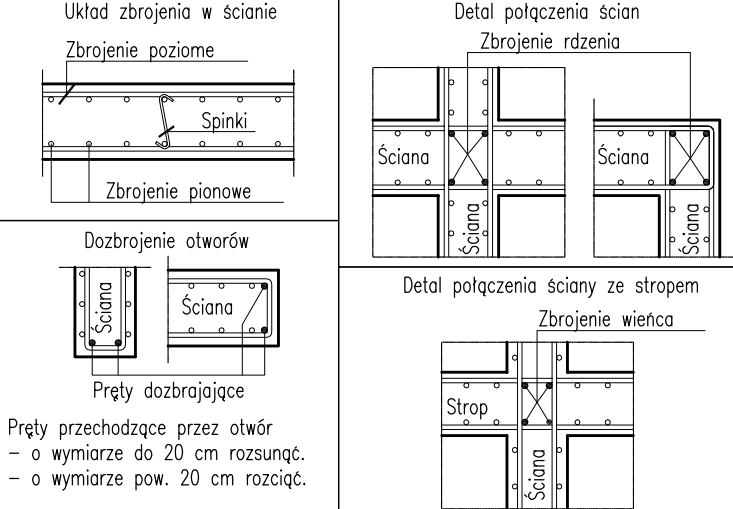 Układ zbrojenia w ścianie
Zbrojenie poziome
Spinki
Zbrojenie pionowe
Dozbrojenie otworów
Ściana
Ściana
Pręty dozbrajające
Pręty przechodzące przez otwór
– o wymiarze do 20 cm rozsunąć.
– o wymiarze pow. 20 cm rozciąć.
Detal połączenia ścian
Zbrojenie rdzenia
Ściana
Ściana
Ściana
Ściana
Detal połączenia ściany ze stropem
Zbrojenie wieńca
Strop
Ściana